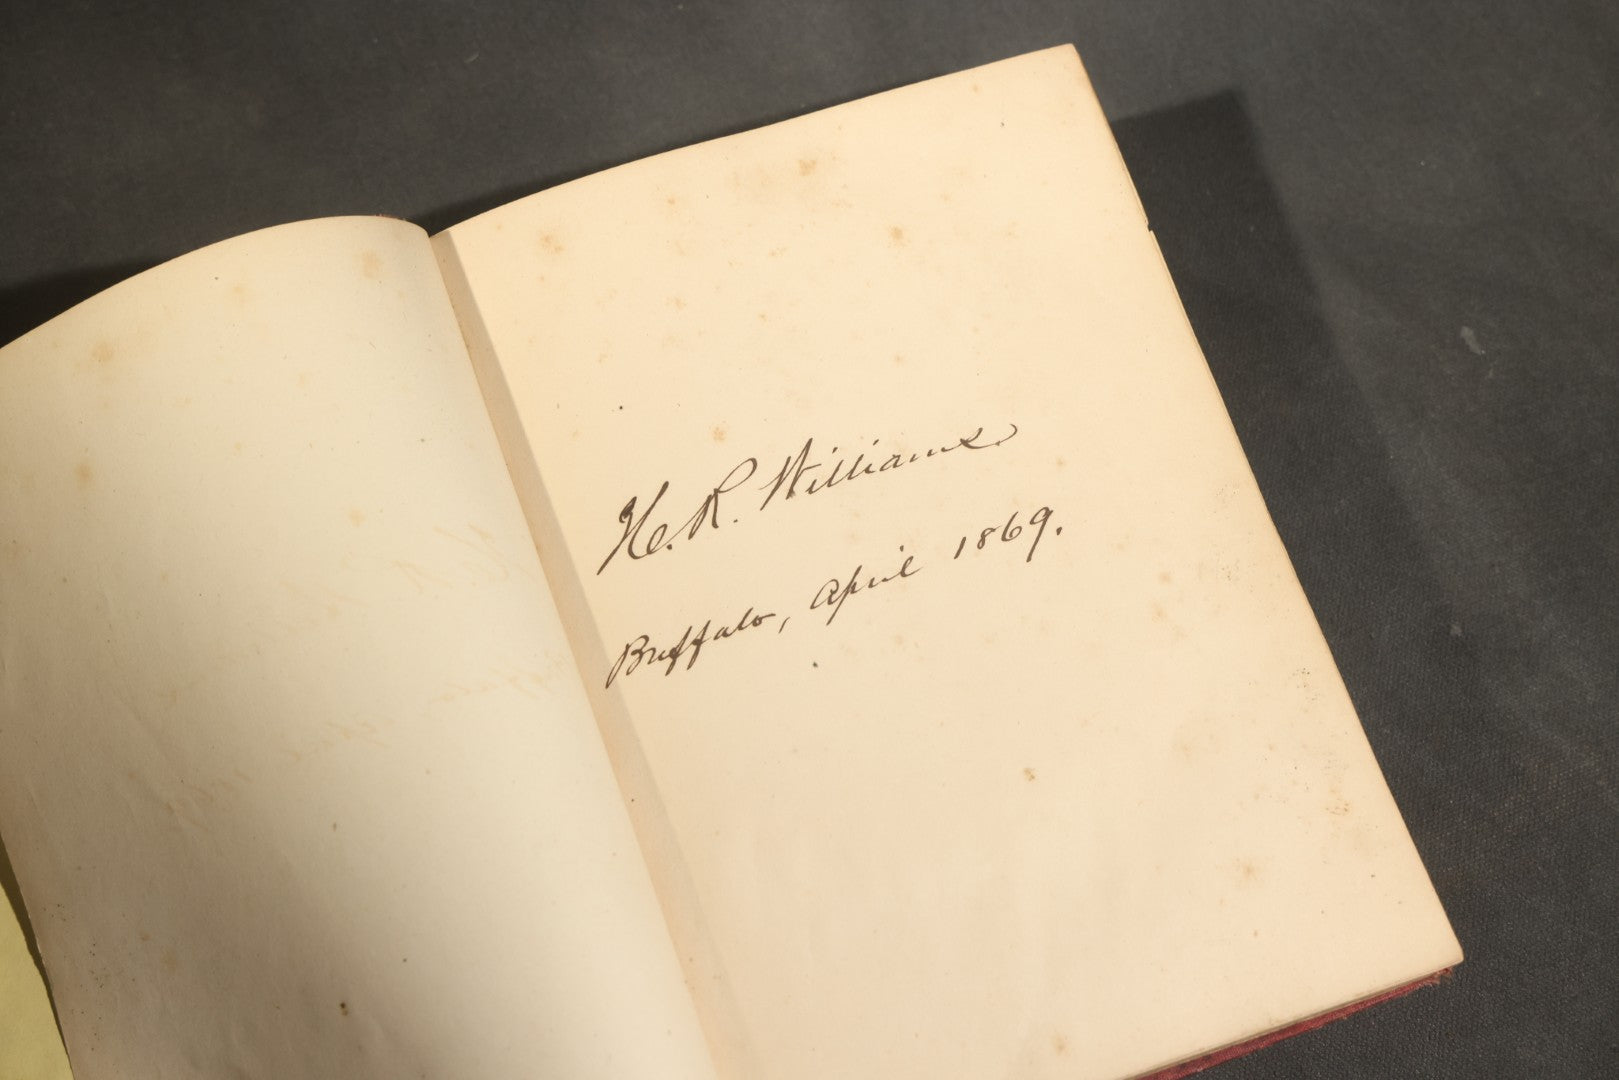 H. R. Williams.
Buffalo, April 1869.